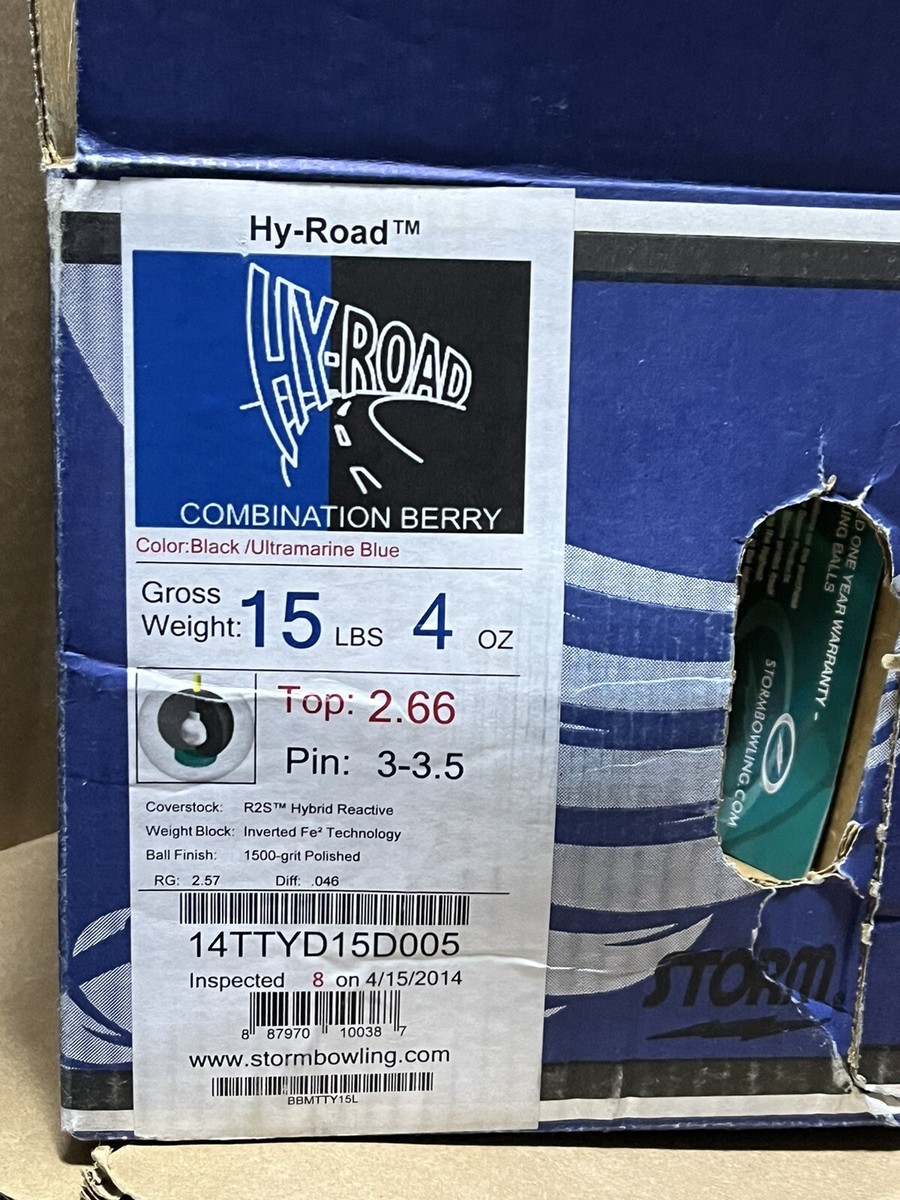 Hy-Road™
HY-ROAD
COMBINATION BERRY
Color:Black /Ultramarine Blue
Gross Weight: 15 LBS 4 OZ
Top: 2.66
Pin: 3-3.5
Coverstock: R2S™ Hybrid Reactive
Weight Block: Inverted Fe² Technology
Ball Finish: 1500-grit Polished
RG: 2.57 Diff: .046
14TTYD15D005
Inspected 8 on 4/15/2014
8 87970 10038 7
www.stormbowling.com
BBMTTY15L
ONE YEAR WARRANTY -
ING BALLS
STORMBOWLING.COM
STORM